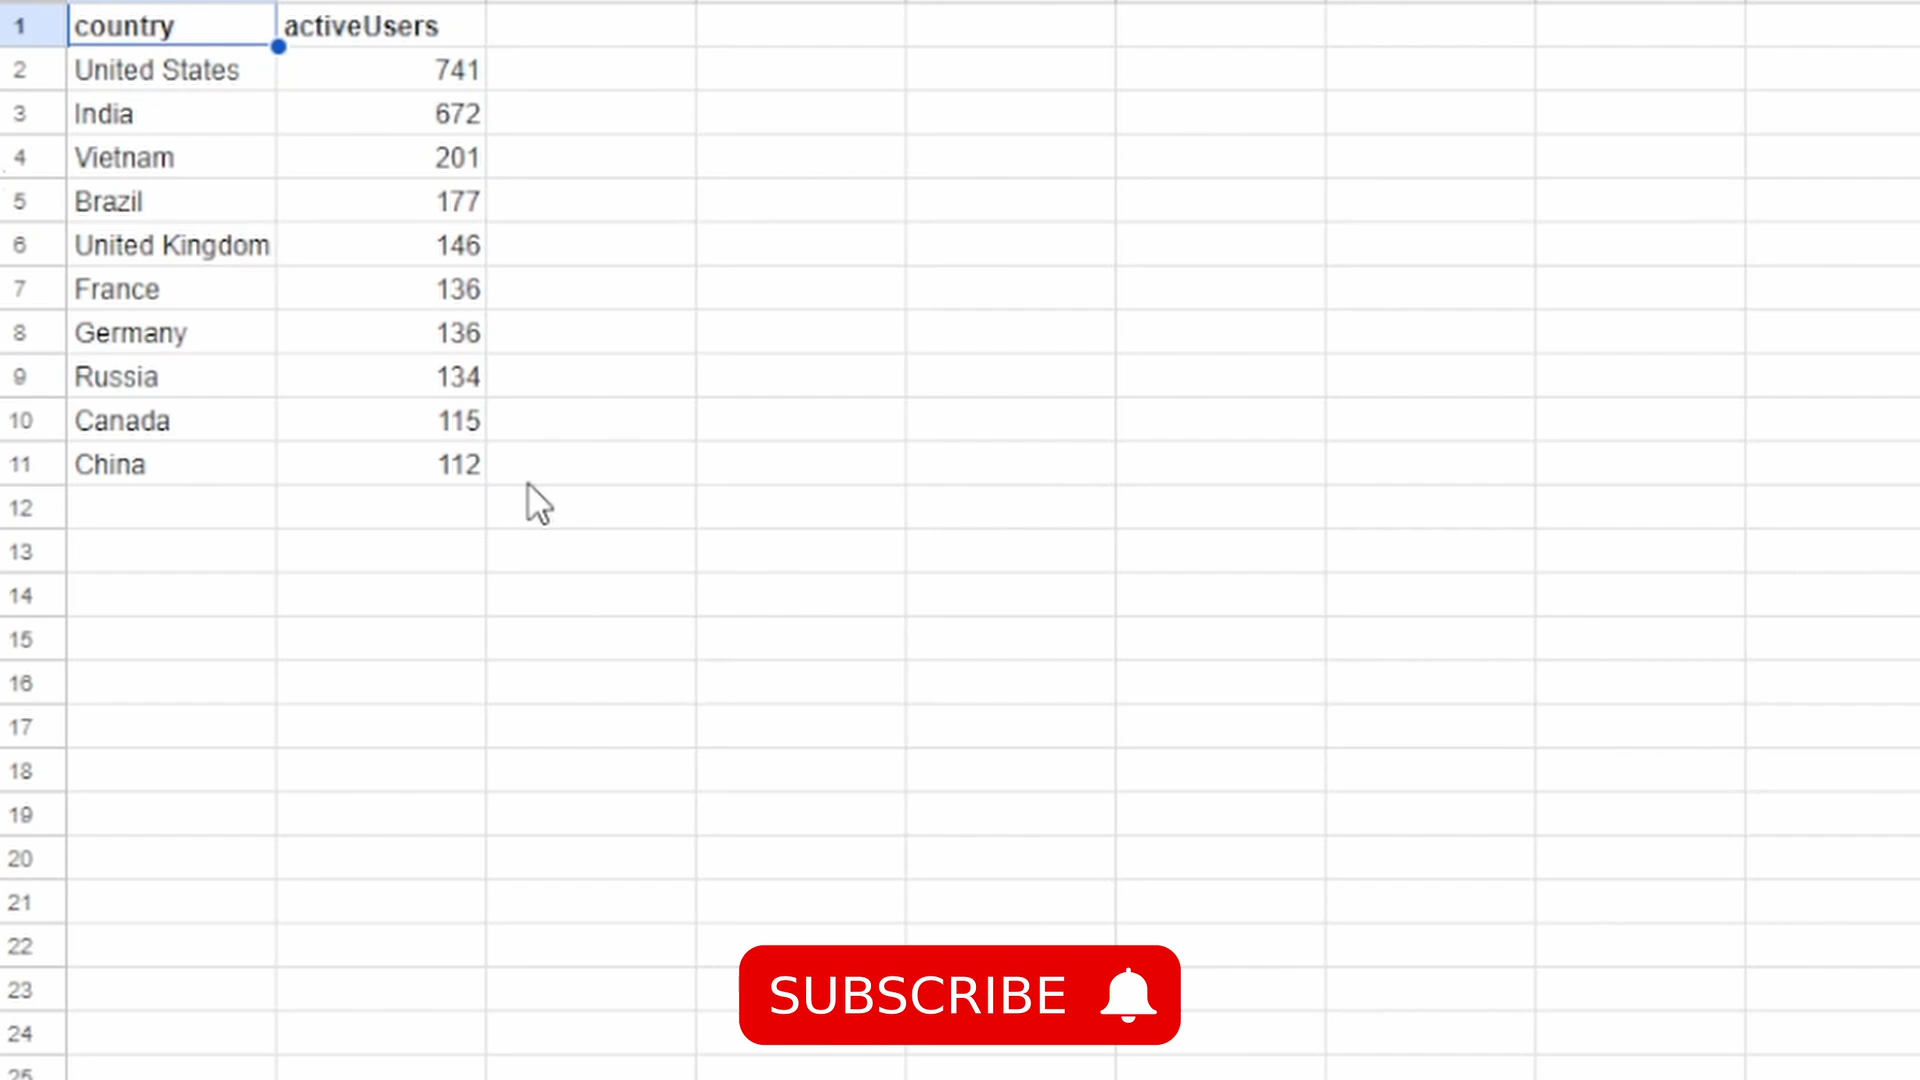 1 country activeUsers
2 United States 741
3 India 672
4 Vietnam 201
5 Brazil 177
6 United Kingdom 146
7 France 136
8 Germany 136
9 Russia 134
10 Canada 115
11 China 112
12
13
14
15
16
17
18
19
20
21
22
23
24
25
SUBSCRIBE